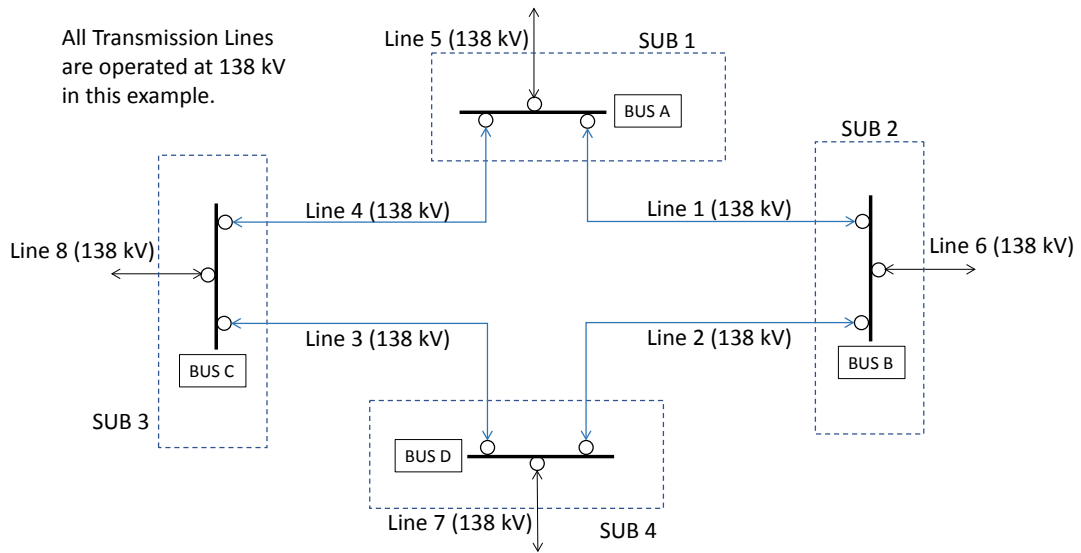 All Transmission Lines
are operated at 138 kV
in this example.
Line 5 (138 kV)
SUB 1
BUS A
SUB 2
Line 4 (138 kV)
Line 1 (138 kV)
Line 8 (138 kV)
Line 6 (138 kV)
Line 3 (138 kV)
Line 2 (138 kV)
BUS C
BUS B
SUB 3
BUS D
Line 7 (138 kV)
SUB 4